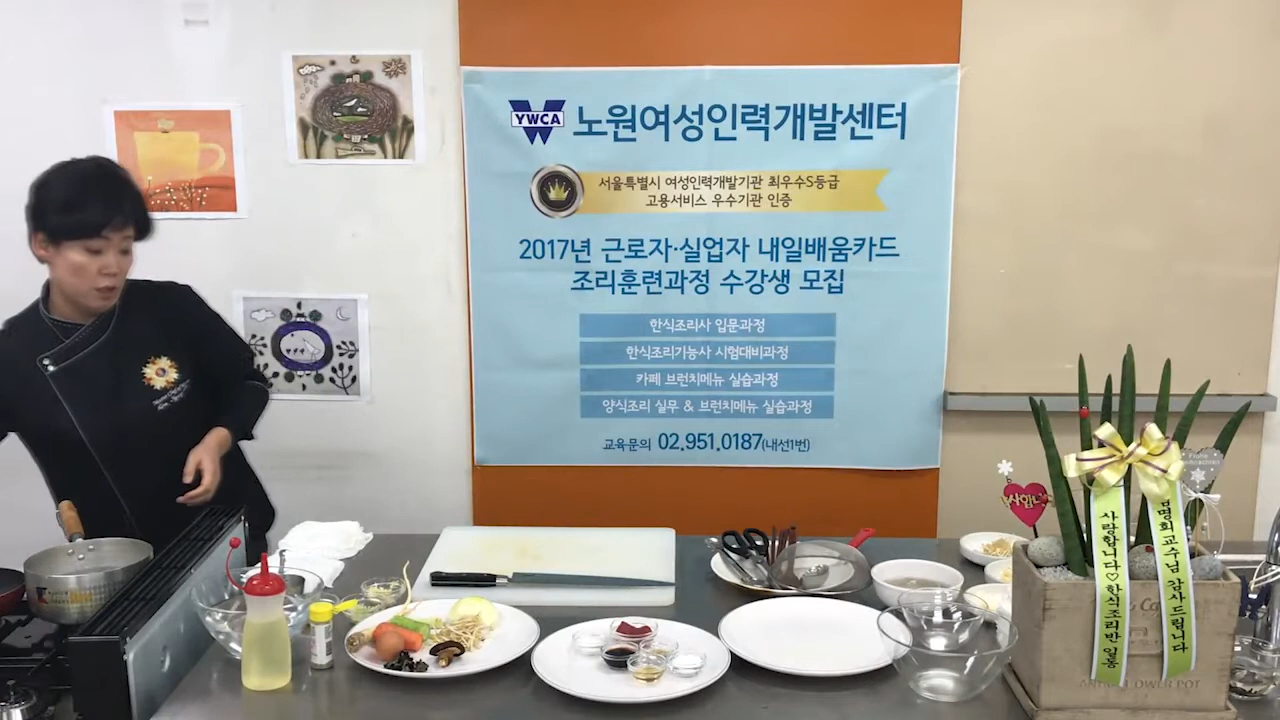 YWCA 노원여성인력개발센터
서울특별시 여성인력개발기관 최우수S등급
고용서비스 우수기관 인증
2017년 근로자·실업자 내일배움카드
조리훈련과정 수강생 모집
한식조리사 입문과정
한식조리기능사 시험대비과정
카페 브런치메뉴 실습과정
양식조리 실무 & 브런치메뉴 실습과정
교육문의 02.951.0187(내선1번)
사랑합니다♡한식조리반 일동
명회 교수님 감사드립니다